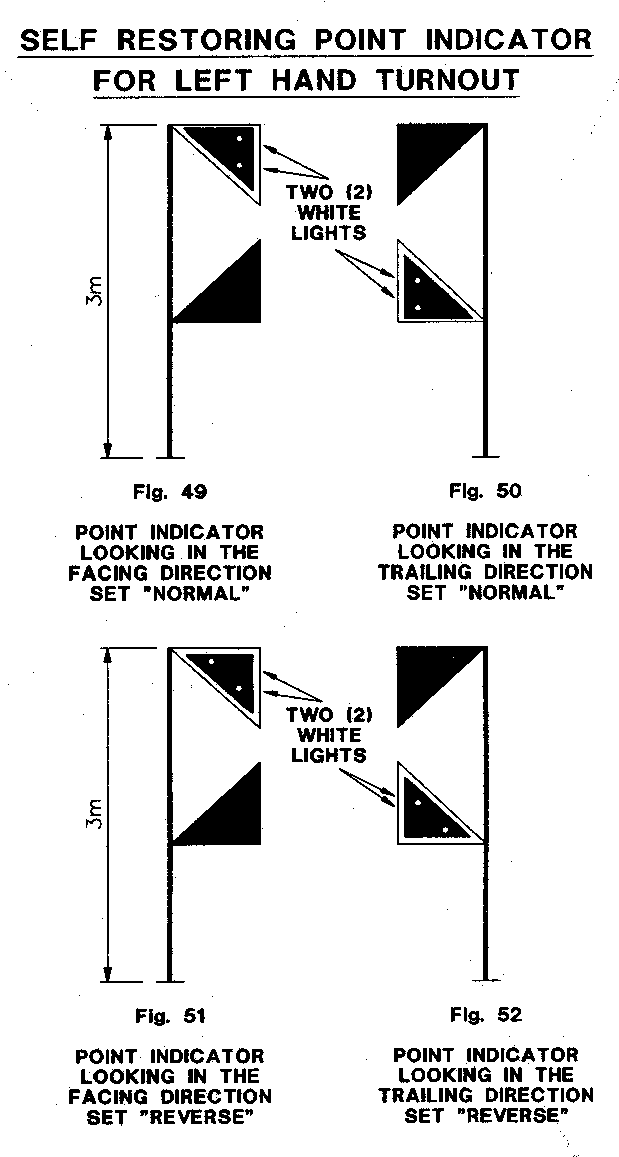 SELF RESTORING POINT INDICATOR
FOR LEFT HAND TURNOUT
TWO (2)
WHITE
LIGHTS
3m
Fig. 49
POINT INDICATOR
LOOKING IN THE
FACING DIRECTION
SET "NORMAL"
Fig. 50
POINT INDICATOR
LOOKING IN THE
TRAILING DIRECTION
SET "NORMAL"
TWO (2)
WHITE
LIGHTS
3m
Fig. 51
POINT INDICATOR
LOOKING IN THE
FACING DIRECTION
SET "REVERSE"
Fig. 52
POINT INDICATOR
LOOKING IN THE
TRAILING DIRECTION
SET "REVERSE"